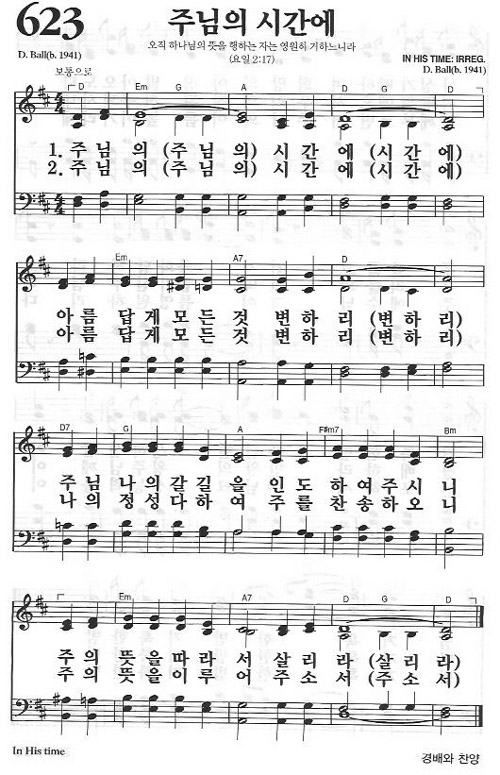 623
주님의 시간에
오직 하나님의 뜻을 행하는 자는 영원히 거하느니라
(요일 2:17)
D. Ball(b. 1941)
IN HIS TIME: IRREG.
D. Ball(b. 1941)
보통으로
D Em G A D G D
1. 주님 의 (주님 의) 시 간 에 (시 간 에)
2. 주님 의 (주님 의) 시 간 에 (시 간 에)
Em A7 D G D
아름 답게모든것 변하리(변하리)
아름 답게모든것 변하리(변하리)
D7 G A F#m7 Bm
주님 나의갈길을 인도하여주시니
나의 정성다하여 주를찬송하오니
Em A7 D G D
주의 뜻을따라서살리라(살리라)
주의 뜻을이루어주소서(주소서)
In His time
경배와 찬양